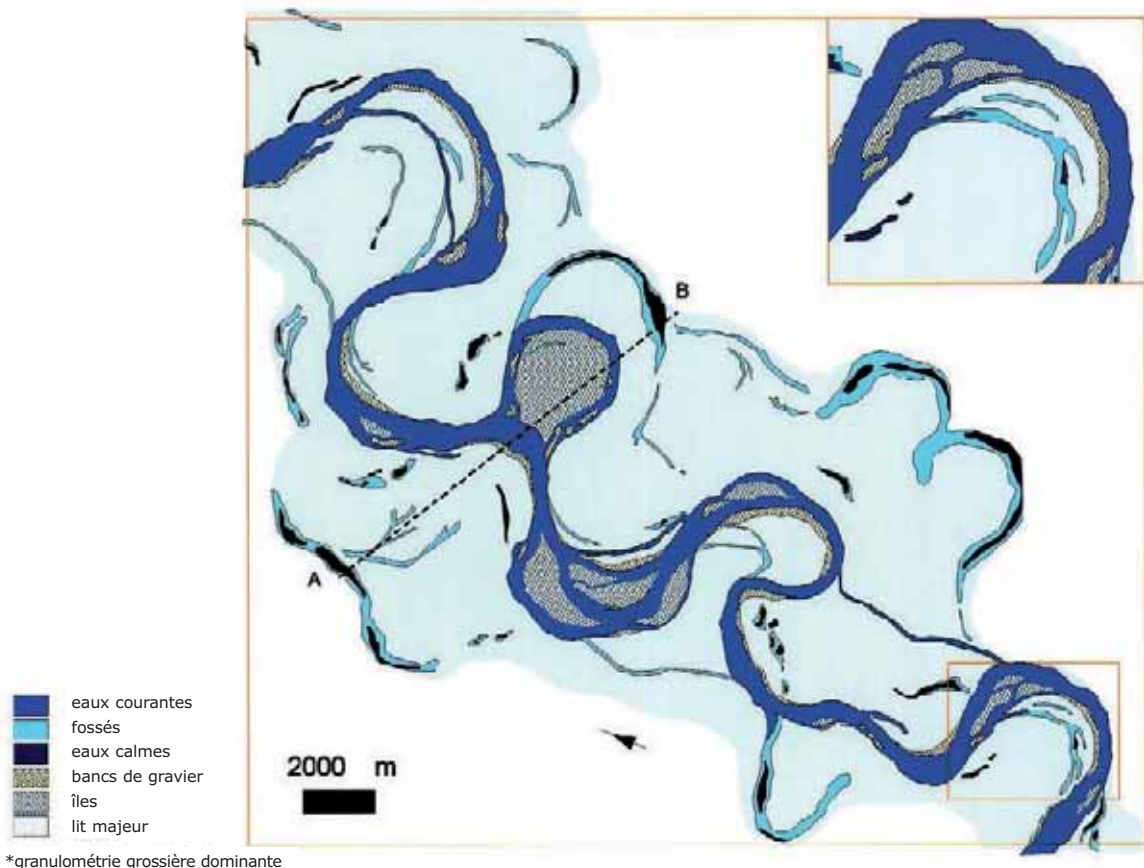 B
A
eaux courantes
fossés
eaux calmes
bancs de gravier
îles
lit majeur
2000 m
*granulométrie grossière dominante